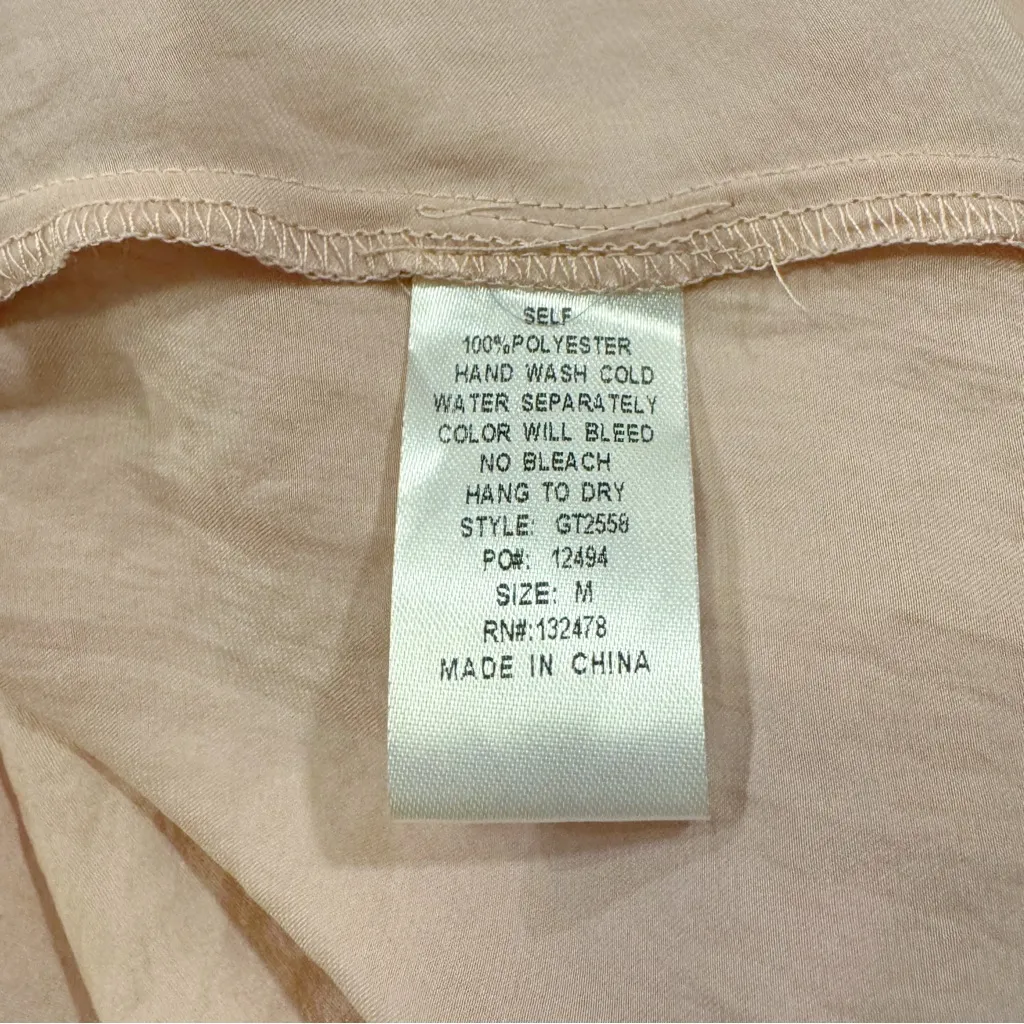 SELF
100%POLYESTER
HAND WASH COLD
WATER SEPARATELY
COLOR WILL BLEED
NO BLEACH
HANG TO DRY
STYLE: GT2558
PO#: 12494
SIZE: M
RN#:132478
MADE IN CHINA